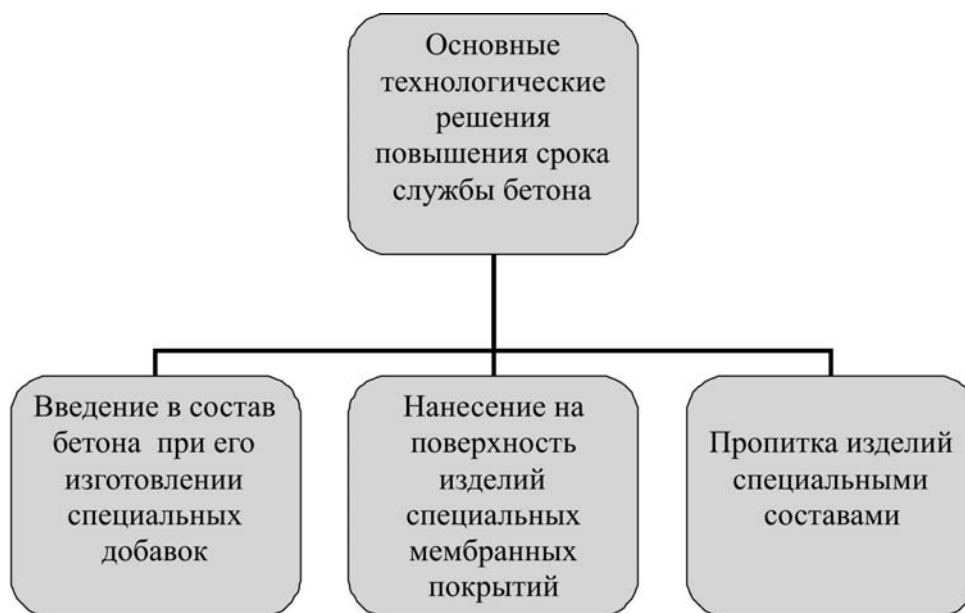 Основные
технологические
решения
повышения срока
службы бетона
Введение в состав
бетона при его
изготовлении
специальных
добавок
Нанесение на
поверхность
изделий
специальных
мембранных
покрытий
Пропитка изделий
специальными
составами